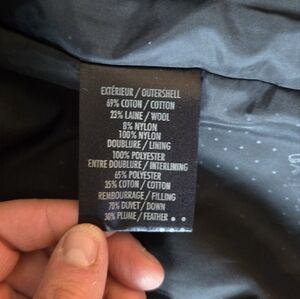 EXTÉRIEUR / OUTERSHELL
69% COTON / COTTON
23% LAINE / WOOL
8% NYLON
100% NYLON
DOUBLURE / LINING
100% POLYESTER
ENTRE DOUBLURE / INTERLINING
65% POLYESTER
35% COTON / COTTON
REMBOURRAGE / FILLING
70% DUVET / DOWN
30% PLUME / FEATHER